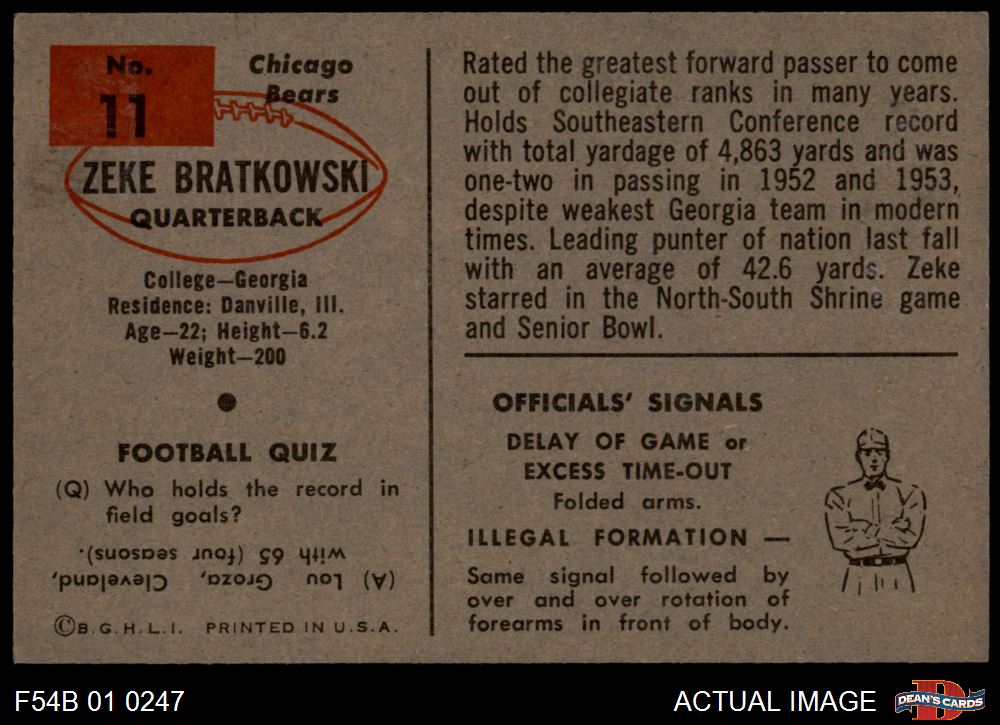 No.
11
Chicago
Bears
ZEKE BRATKOWSKI
QUARTERBACK
College—Georgia
Residence: Danville, Ill.
Age—22; Height—6.2
Weight—200
FOOTBALL QUIZ
(Q) Who holds the record in
field goals?
(A) Lou Groza, Cleveland,
with 65 (four seasons).
©B.G.H.L.I. PRINTED IN U.S.A.
Rated the greatest forward passer to come
out of collegiate ranks in many years.
Holds Southeastern Conference record
with total yardage of 4,863 yards and was
one-two in passing in 1952 and 1953,
despite weakest Georgia team in modern
times. Leading punter of nation last fall
with an average of 42.6 yards. Zeke
starred in the North-South Shrine game
and Senior Bowl.
OFFICIALS' SIGNALS
DELAY OF GAME or
EXCESS TIME-OUT
Folded arms.
ILLEGAL FORMATION —
Same signal followed by
over and over rotation of
forearms in front of body.
F54B 01 0247
ACTUAL IMAGE
D
DEAN'S CARDS